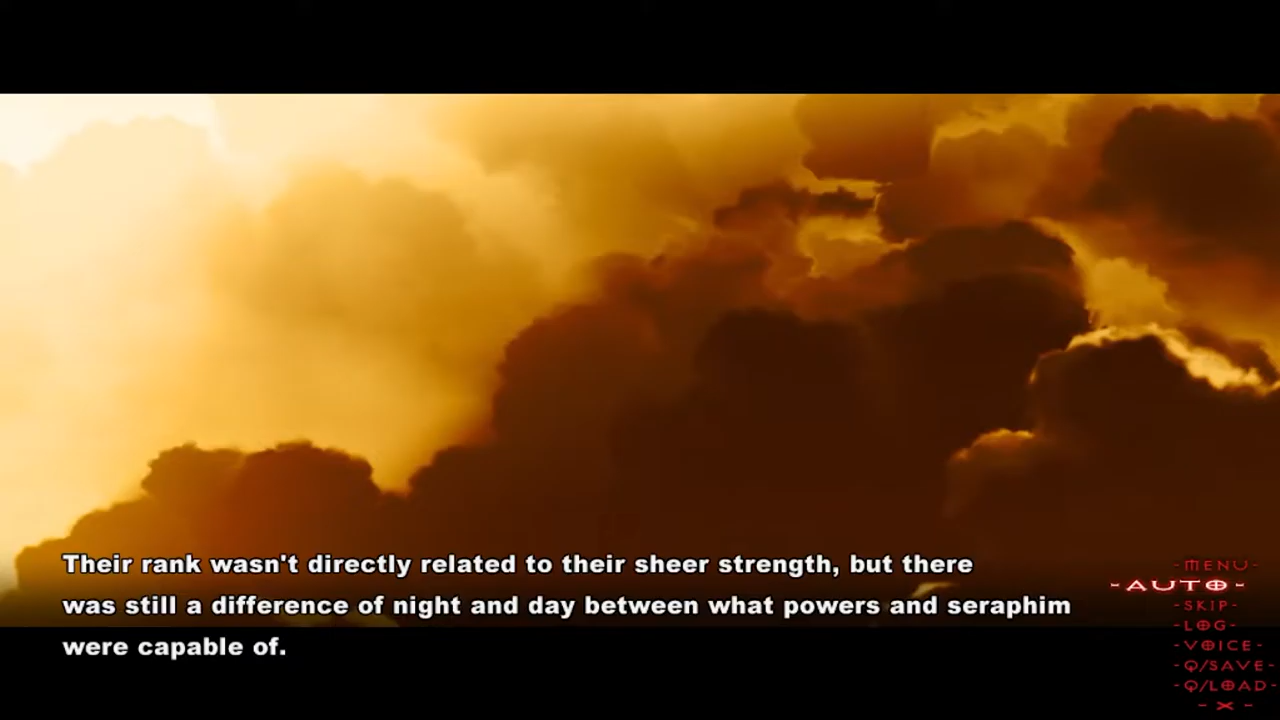 Their rank wasn't directly related to their sheer strength, but there
was still a difference of night and day between what powers and seraphim
were capable of.
-MENU-
-AUTO-
-SKIP-
-LOG-
-VOICE-
-Q/SAVE-
-Q/LOAD-
-X-